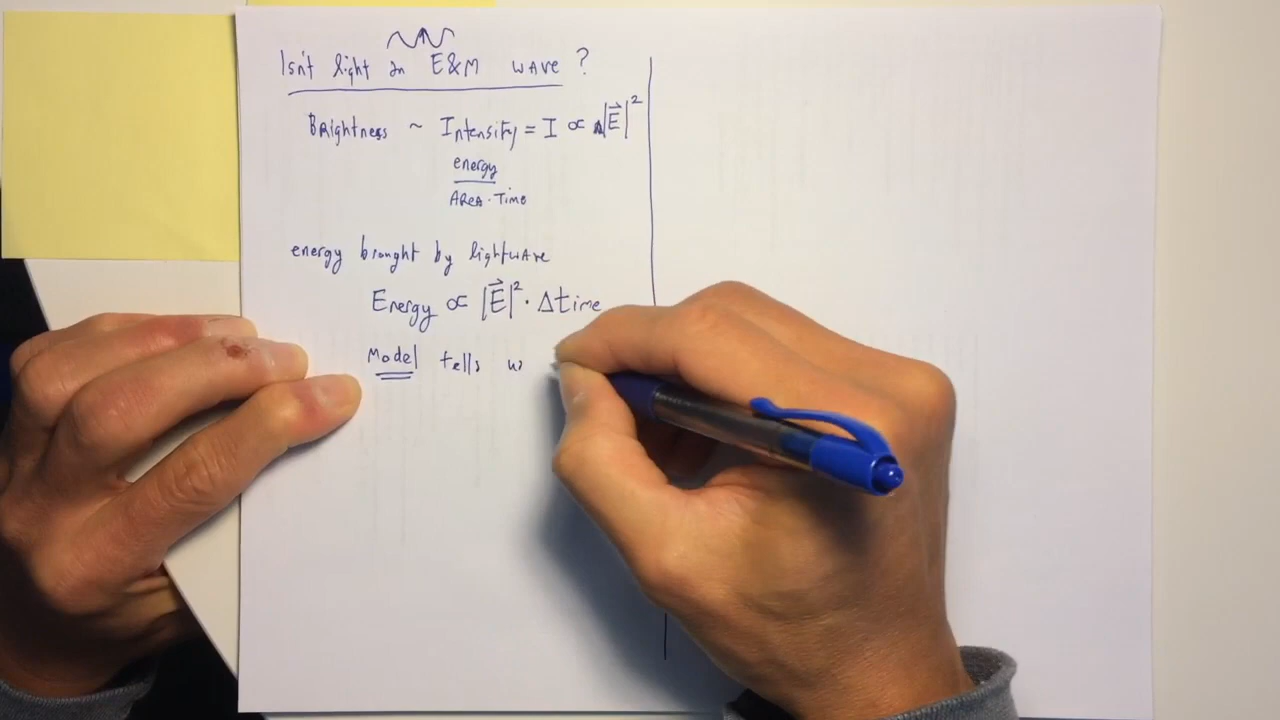 Isn't light an E&M wave ?
Brightness ~ Intensity = I ∝ |E⃗|²
energy
Area · Time
energy brought by lightwave
Energy ∝ |E⃗|² · Δtime
Model tells us